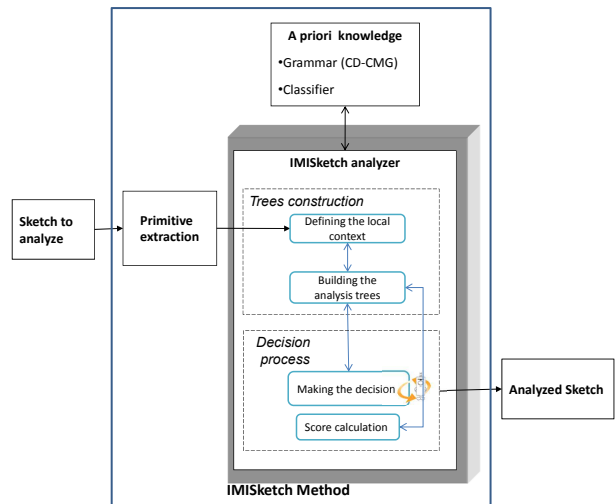 A priori knowledge
•Grammar (CD-CMG)
•Classifier
IMISketch analyzer
Trees construction
Defining the local
context
Building the
analysis trees
Sketch to
analyze
Primitive
extraction
Decision
process
Making the decision
Score calculation
Analyzed Sketch
IMISketch Method